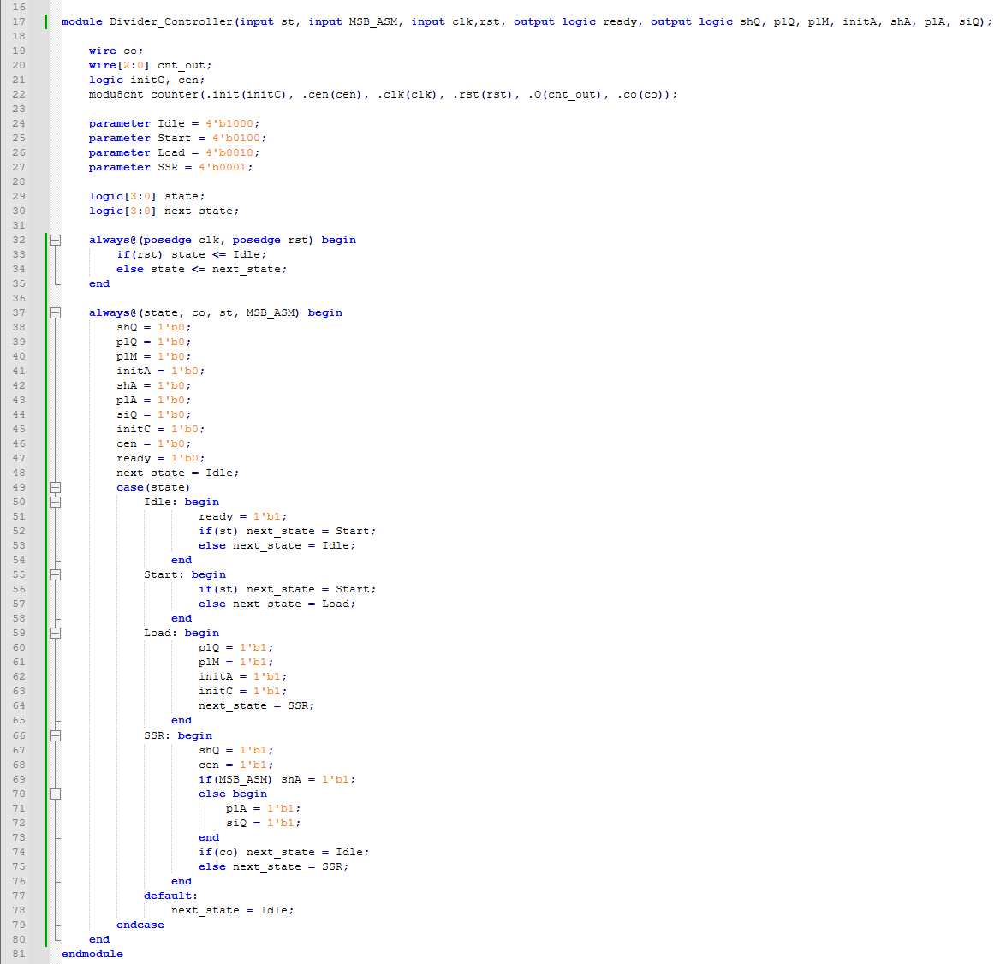 16
17 module Divider_Controller(input st, input MSB_ASM, input clk,rst, output logic ready, output logic shQ, plQ, plM, initA, shA, plA, siQ);
18
19 wire co;
20 wire[2:0] cnt_out;
21 logic initC, cen;
22 modu8cnt counter(.init(initC), .cen(cen), .clk(clk), .rst(rst), .Q(cnt_out), .co(co));
23
24 parameter Idle = 4'b1000;
25 parameter Start = 4'b0100;
26 parameter Load = 4'b0010;
27 parameter SSR = 4'b0001;
28
29 logic[3:0] state;
30 logic[3:0] next_state;
31
32 always@(posedge clk, posedge rst) begin
33 if(rst) state <= Idle;
34 else state <= next_state;
35 end
36
37 always@(state, co, st, MSB_ASM) begin
38 shQ = 1'b0;
39 plQ = 1'b0;
40 plM = 1'b0;
41 initA = 1'b0;
42 shA = 1'b0;
43 plA = 1'b0;
44 siQ = 1'b0;
45 initC = 1'b0;
46 cen = 1'b0;
47 ready = 1'b0;
48 next_state = Idle;
49 case(state)
50 Idle: begin
51 ready = 1'b1;
52 if(st) next_state = Start;
53 else next_state = Idle;
54 end
55 Start: begin
56 if(st) next_state = Start;
57 else next_state = Load;
58 end
59 Load: begin
60 plQ = 1'b1;
61 plM = 1'b1;
62 initA = 1'b1;
63 initC = 1'b1;
64 next_state = SSR;
65 end
66 SSR: begin
67 shQ = 1'b1;
68 cen = 1'b1;
69 if(MSB_ASM) shA = 1'b1;
70 else begin
71 plA = 1'b1;
72 siQ = 1'b1;
73 end
74 if(co) next_state = Idle;
75 else next_state = SSR;
76 end
77 default:
78 next_state = Idle;
79 endcase
80 end
81 endmodule